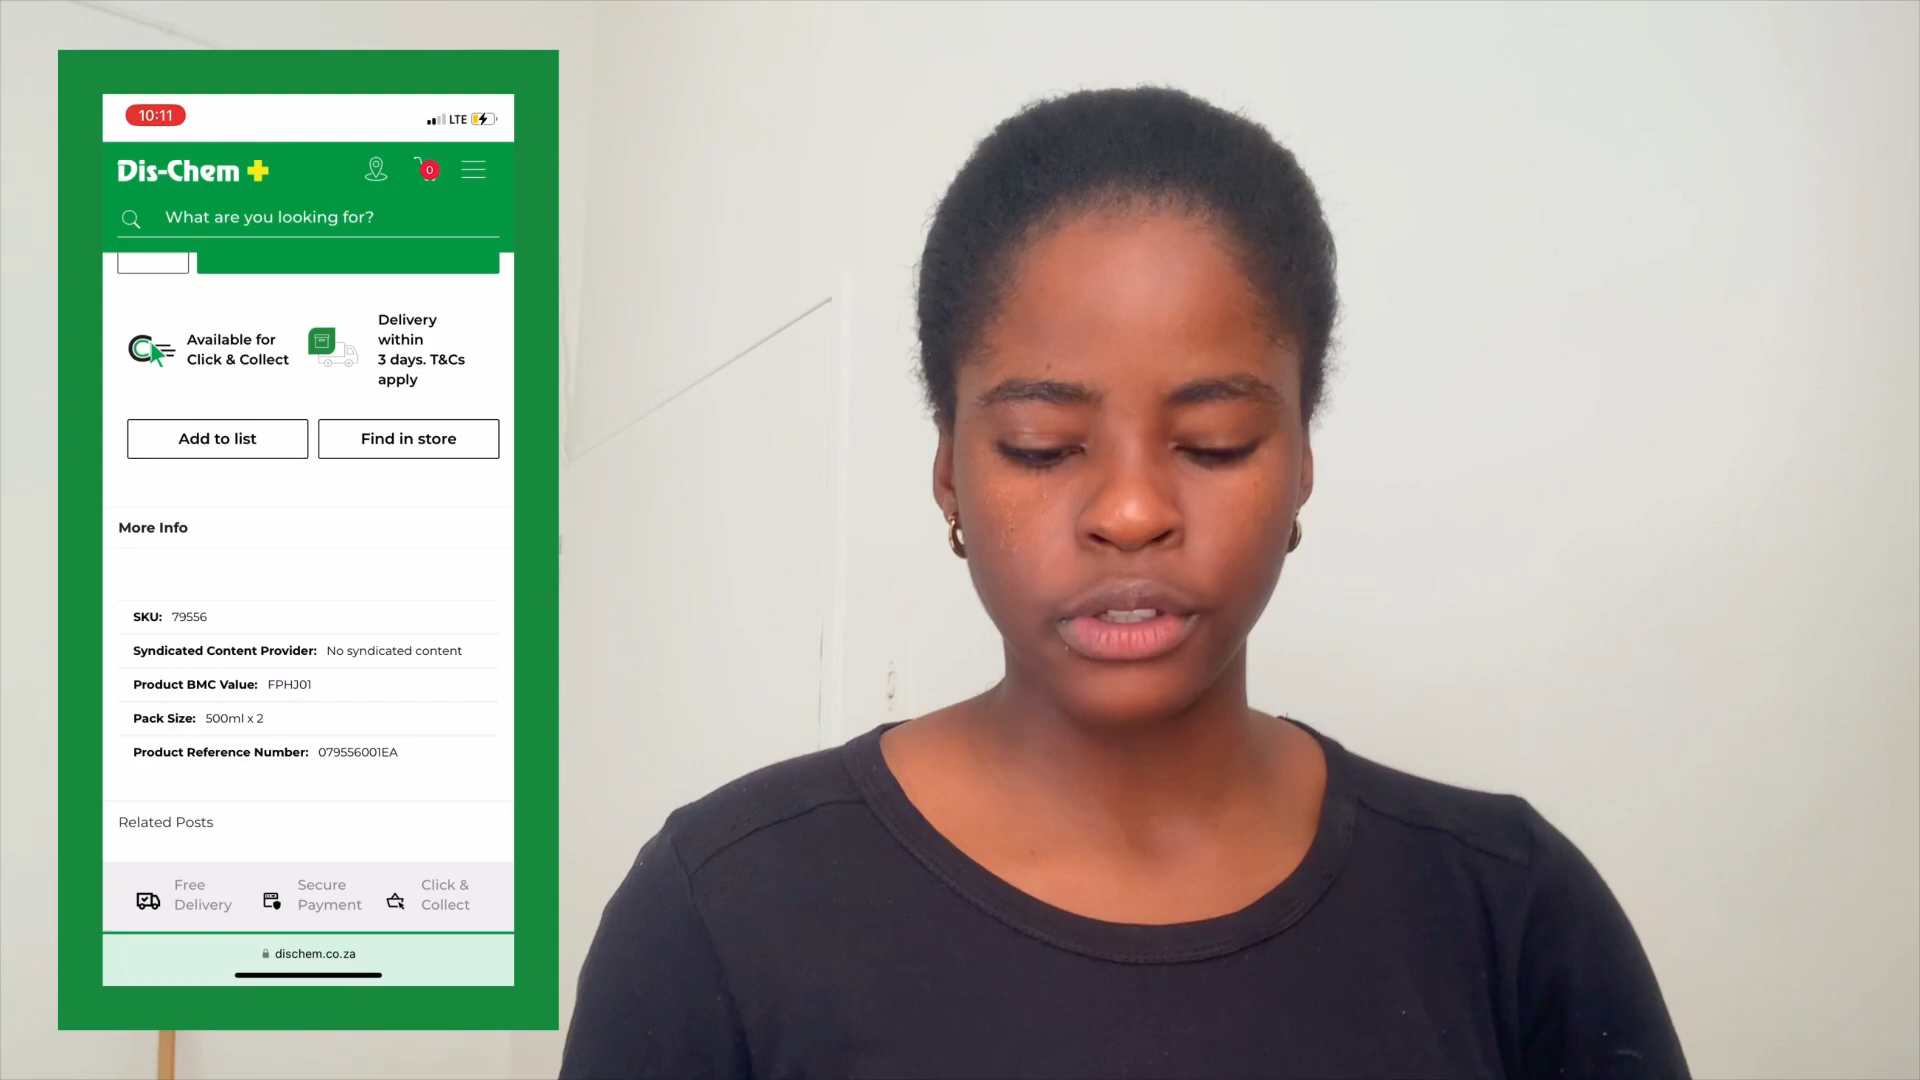 10:11
LTE
Dis-Chem
0
What are you looking for?
Available for
Click & Collect
Delivery
within
3 days. T&Cs
apply
Add to list
Find in store
More Info
SKU: 79556
Syndicated Content Provider: No syndicated content
Product BMC Value: FPHJ01
Pack Size: 500ml x 2
Product Reference Number: 079556001EA
Related Posts
Free
Delivery
Secure
Payment
Click &
Collect
dischem.co.za